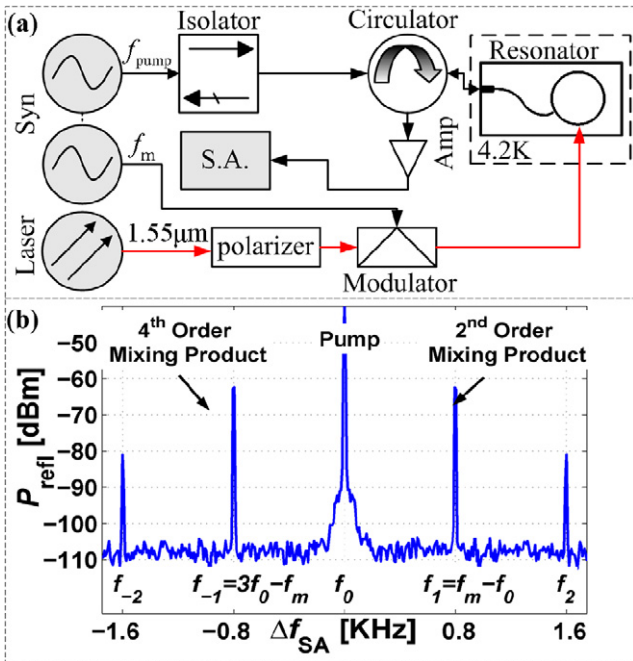 (a)
Isolator
Circulator
Resonator
f_pump
Syn
f_m
S.A.
Amp
4.2K
Laser
1.55μm
polarizer
Modulator
(b)
4th Order
Mixing Product
Pump
2nd Order
Mixing Product
P_refl [dBm]
−50
−60
−70
−80
−90
−100
−110
f_−2
f_−1=3f_0−f_m
f_0
f_1=f_m−f_0
f_2
−1.6
−0.8
0
0.8
1.6
Δf_SA [KHz]